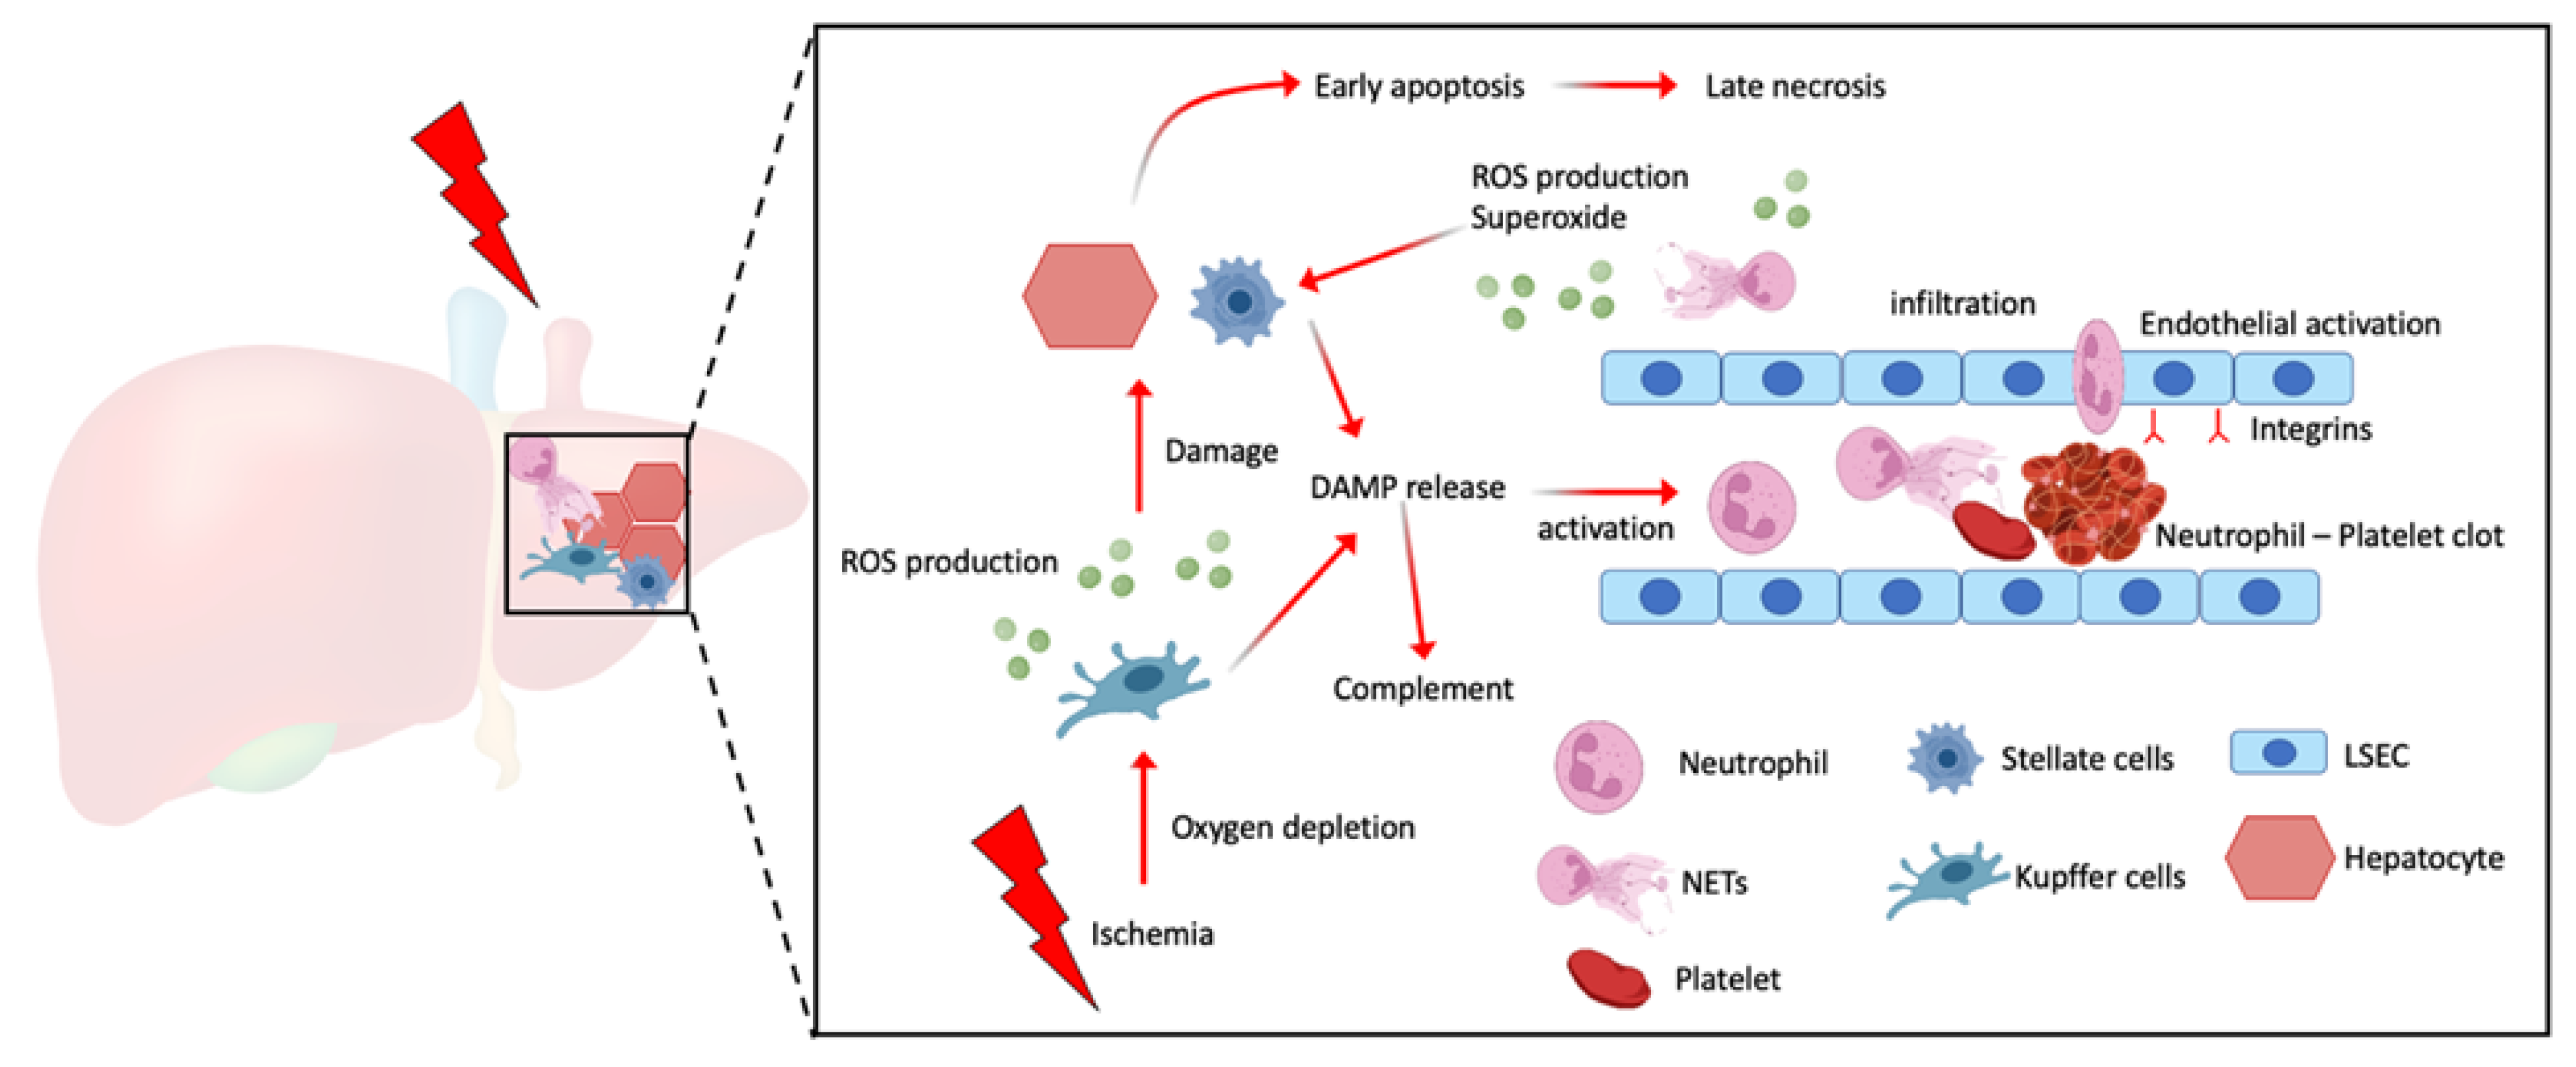 Early apoptosis
Late necrosis
ROS production
Superoxide
infiltration
Endothelial activation
Integrins
Damage
DAMP release
activation
Neutrophil – Platelet clot
ROS production
Complement
Oxygen depletion
Ischemia
Neutrophil
Stellate cells
LSEC
NETs
Kupffer cells
Hepatocyte
Platelet